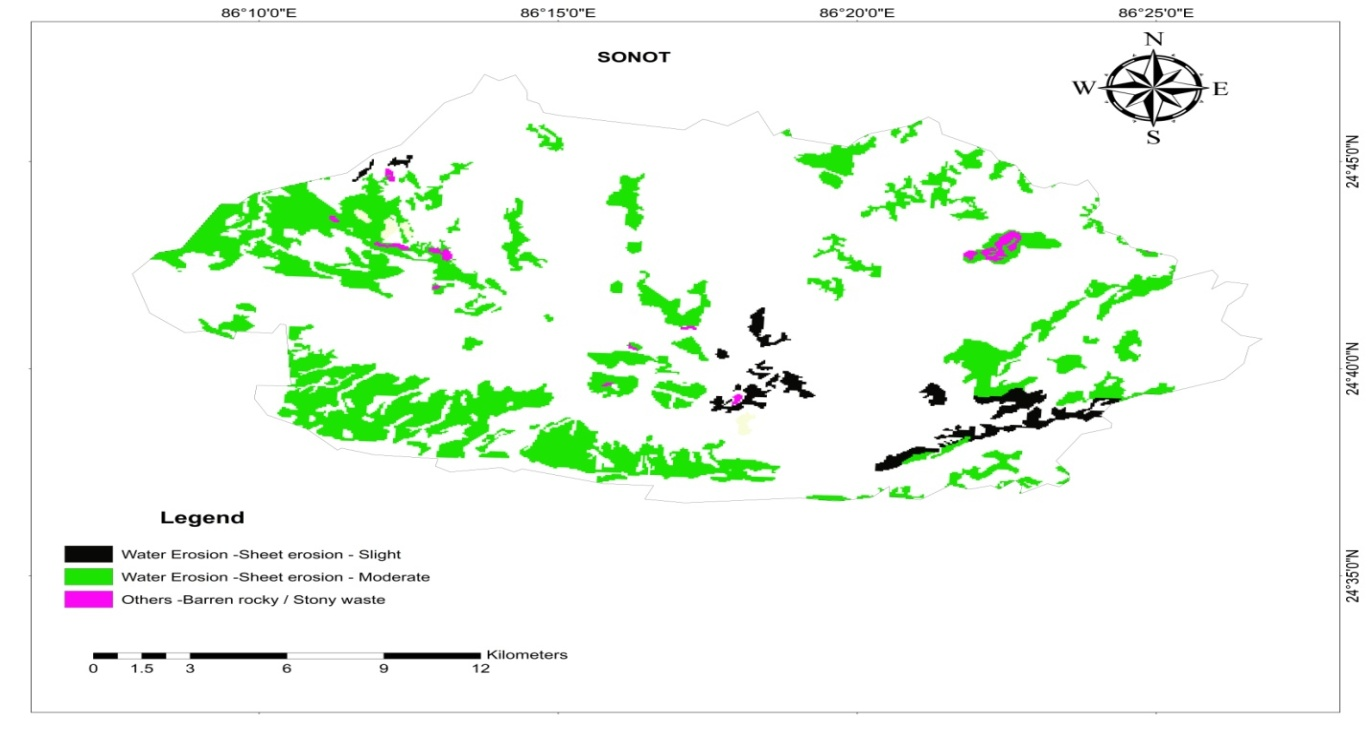 86°10'0"E 86°15'0"E 86°20'0"E 86°25'0"E
SONOT
N
W E
S
24°45'0"N
24°40'0"N
24°35'0"N
Legend
Water Erosion -Sheet erosion - Slight
Water Erosion -Sheet erosion - Moderate
Others -Barren rocky / Stony waste
Kilometers
0 1.5 3 6 9 12